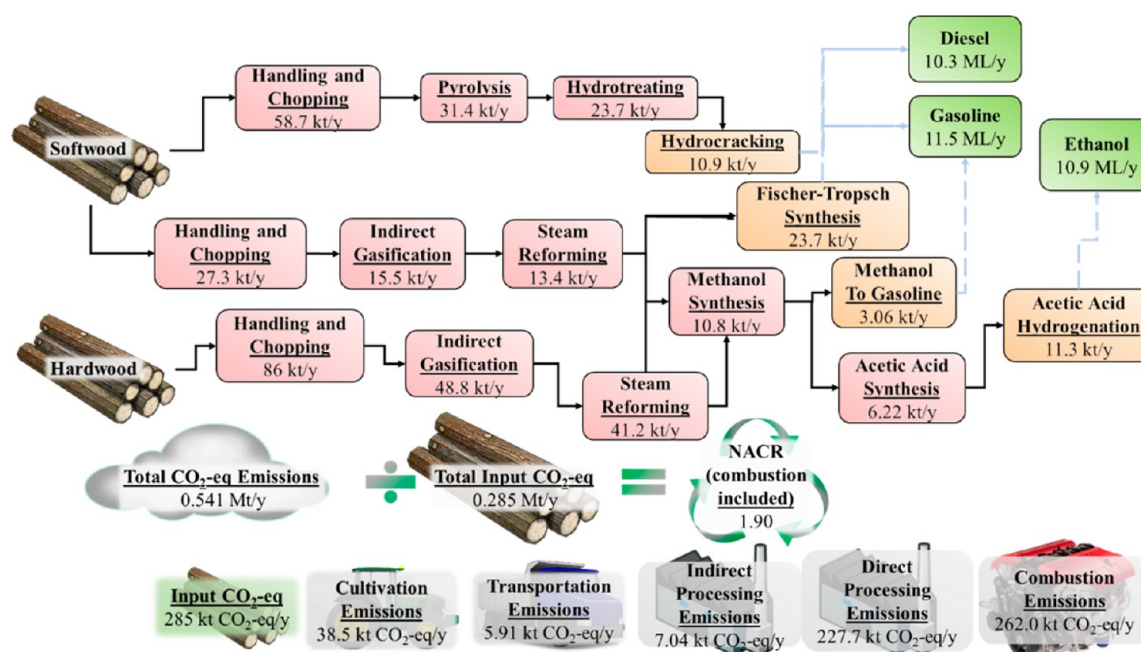 Diesel
10.3 ML/y
Handling and
Chopping
58.7 kt/y
Pyrolysis
31.4 kt/y
Hydrotreating
23.7 kt/y
Gasoline
11.5 ML/y
Softwood
Hydrocracking
10.9 kt/y
Ethanol
10.9 ML/y
Fischer-Tropsch
Synthesis
23.7 kt/y
Handling and
Chopping
27.3 kt/y
Indirect
Gasification
15.5 kt/y
Steam
Reforming
13.4 kt/y
Methanol
Synthesis
10.8 kt/y
Methanol
To Gasoline
3.06 kt/y
Acetic Acid
Hydrogenation
11.3 kt/y
Hardwood
Handling and
Chopping
86 kt/y
Indirect
Gasification
48.8 kt/y
Steam
Reforming
41.2 kt/y
Acetic Acid
Synthesis
6.22 kt/y
Total CO₂-eq Emissions
0.541 Mt/y
÷
Total Input CO₂-eq
0.285 Mt/y
=
NACR
(combustion
included)
1.90
Input CO₂-eq
285 kt CO₂-eq/y
Cultivation
Emissions
38.5 kt CO₂-eq/y
Transportation
Emissions
5.91 kt CO₂-eq/y
Indirect
Processing
Emissions
7.04 kt CO₂-eq/y
Direct
Processing
Emissions
227.7 kt CO₂-eq/y
Combustion
Emissions
262.0 kt CO₂-eq/y